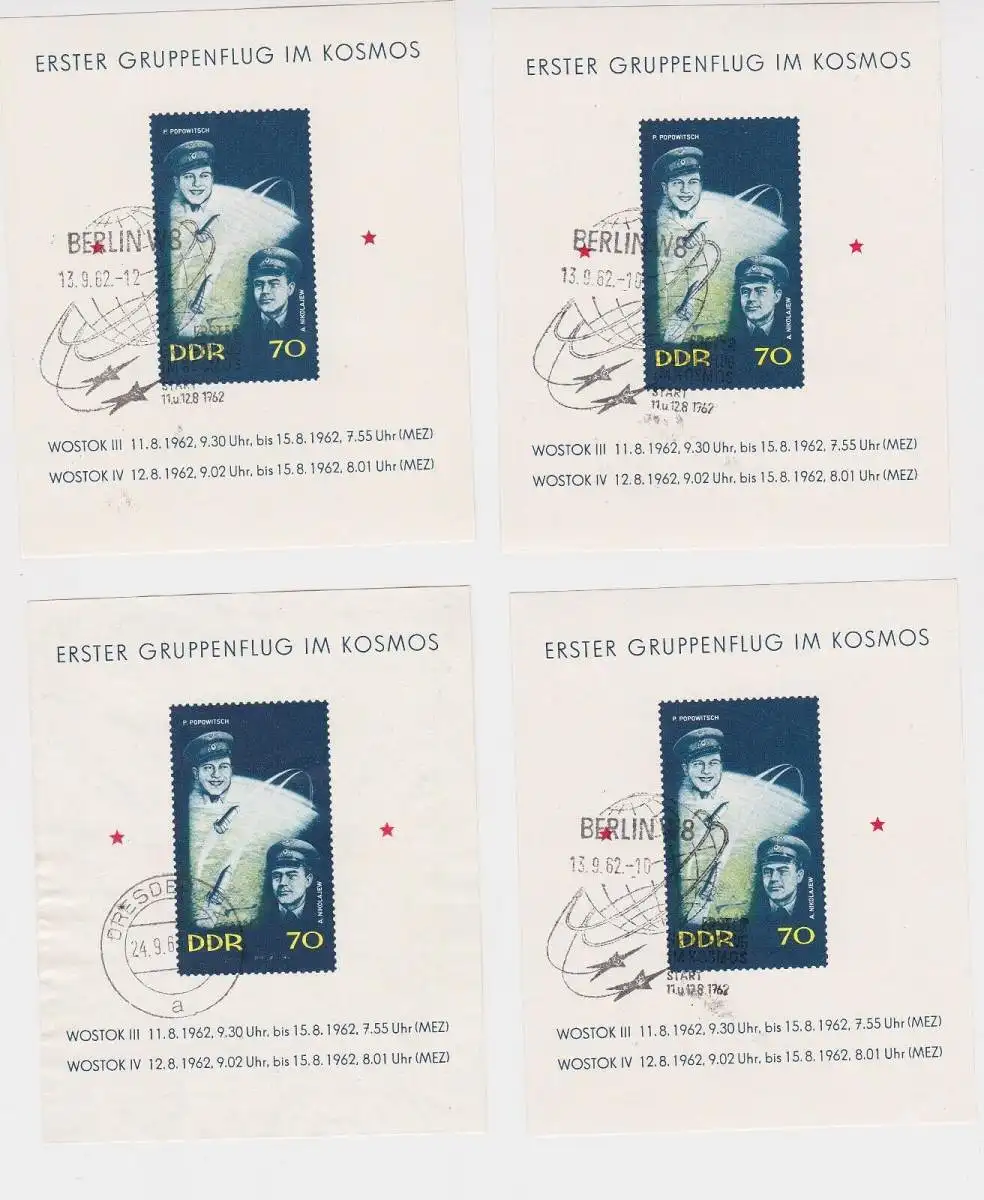 ERSTER GRUPPENFLUG IM KOSMOS
P. POPOWITSCH
BERLIN W8
13.9.62.-12
A. NIKOLAJEW
ERSTER
DDR 70
IM KOSMOS
START
11.u.12.8 1962
WOSTOK III 11.8.1962, 9.30 Uhr, bis 15.8.1962, 7.55 Uhr (MEZ)
WOSTOK IV 12.8.1962, 9.02 Uhr, bis 15.8.1962, 8.01 Uhr (MEZ)
ERSTER GRUPPENFLUG IM KOSMOS
P. POPOWITSCH
BERLIN W8
13.9.62.-10
A. NIKOLAJEW
DDR 70
KOSMOS
START
11.u.12.8 1962
WOSTOK III 11.8.1962, 9.30 Uhr, bis 15.8.1962, 7.55 Uhr (MEZ)
WOSTOK IV 12.8.1962, 9.02 Uhr, bis 15.8.1962, 8.01 Uhr (MEZ)
ERSTER GRUPPENFLUG IM KOSMOS
P. POPOWITSCH
A. NIKOLAJEW
24.9.6
DDR 70
a
WOSTOK III 11.8.1962, 9.30 Uhr, bis 15.8.1962, 7.55 Uhr (MEZ)
WOSTOK IV 12.8.1962, 9.02 Uhr, bis 15.8.1962, 8.01 Uhr (MEZ)
ERSTER GRUPPENFLUG IM KOSMOS
P. POPOWITSCH
BERLIN W8
13.9.62.-10
A. NIKOLAJEW
DDR 70
IM KOSMOS
START
11.u.12.8 1962
WOSTOK III 11.8.1962, 9.30 Uhr, bis 15.8.1962, 7.55 Uhr (MEZ)
WOSTOK IV 12.8.1962, 9.02 Uhr, bis 15.8.1962, 8.01 Uhr (MEZ)